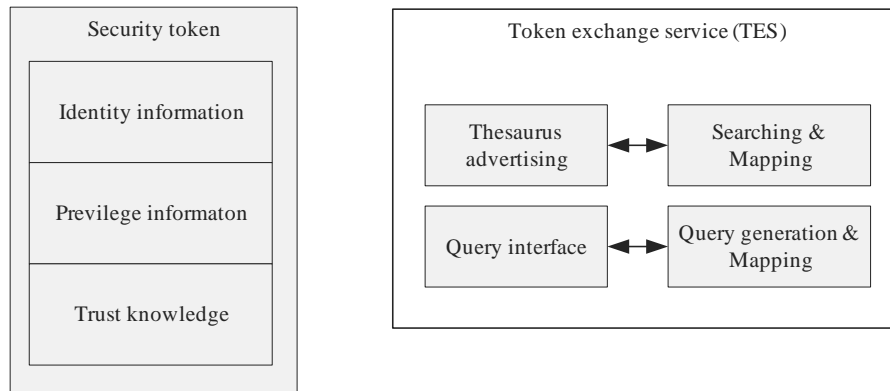 Security token
Identity information
Previlege informaton
Trust knowledge
Token exchange service (TES)
Thesaurus
advertising
Searching &
Mapping
Query interface
Query generation &
Mapping